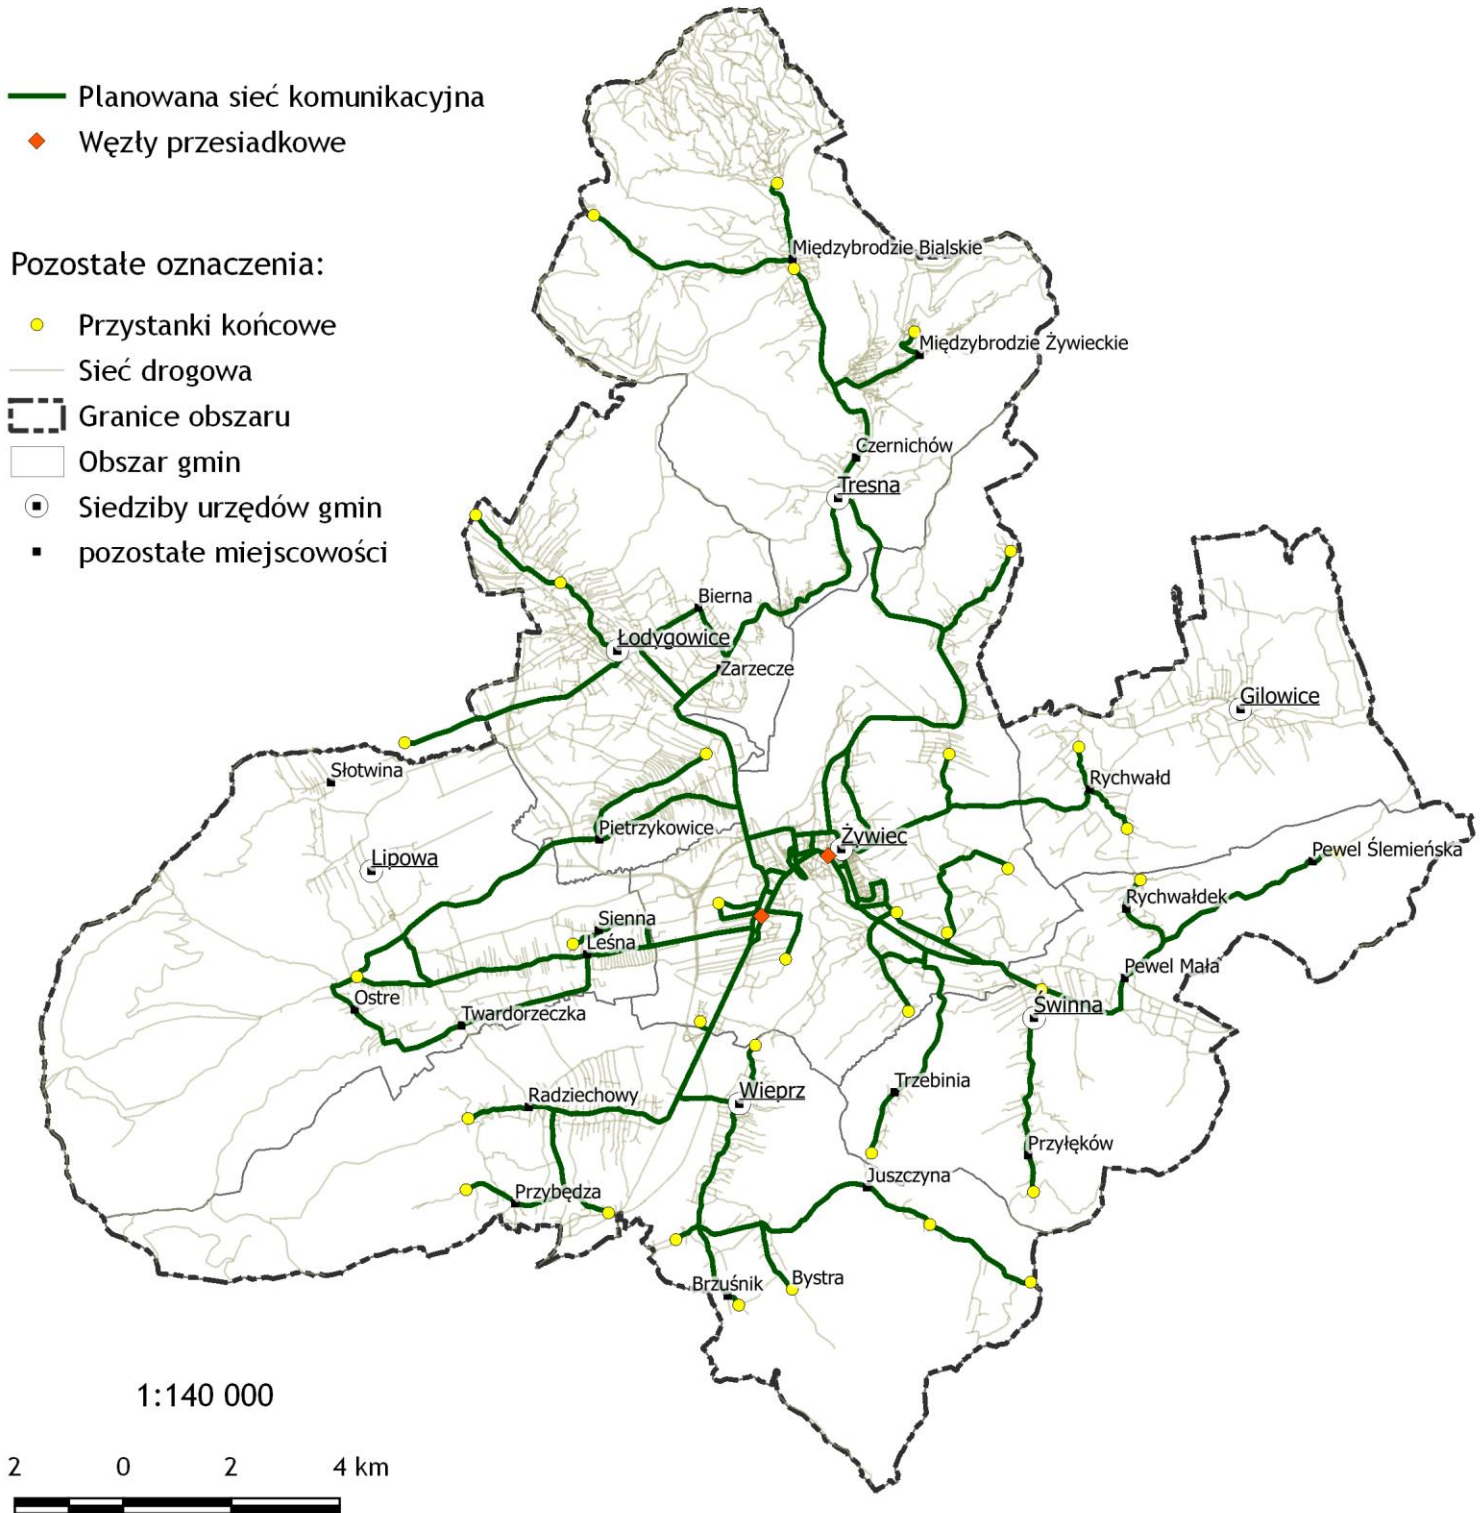 Planowana sieć komunikacyjna
Węzły przesiadkowe
Pozostałe oznaczenia:
Przystanki końcowe
Sieć drogowa
Granice obszaru
Obszar gmin
Siedziby urzędów gmin
pozostałe miejscowości
Międzybrodzie Bialskie
Międzybrodzie Żywieckie
Czernichów
Tresna
Bierna
Łodygowice
Zarzecze
Gilowice
Słotwina
Rychwałd
Pietrzykowice
Żywiec
Lipowa
Pewel Ślemieńska
Rychwałdek
Sienna
Leśna
Pewel Mała
Ostre
Świnna
Twardorzeczka
Trzebinia
Radziechowy
Wieprz
Przyłęków
Juszczyna
Przybędza
Brzuśnik
Bystra
1:140 000
2 0 2 4 km